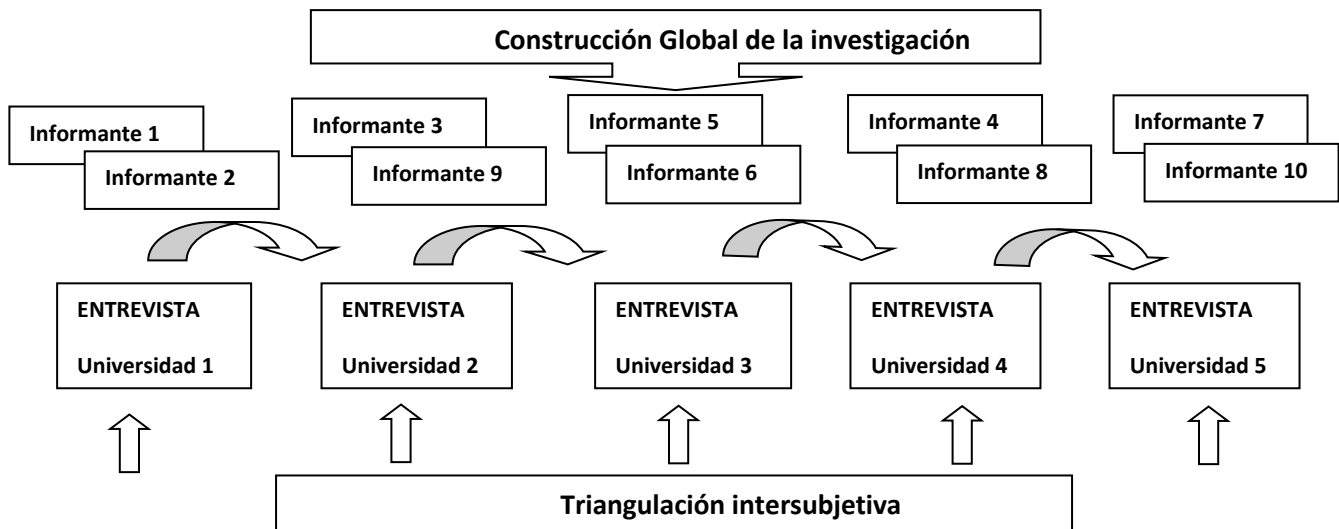 Construcción Global de la investigación
Informante 1
Informante 2
Informante 3
Informante 9
Informante 5
Informante 6
Informante 4
Informante 8
Informante 7
Informante 10
ENTREVISTA
Universidad 1
ENTREVISTA
Universidad 2
ENTREVISTA
Universidad 3
ENTREVISTA
Universidad 4
ENTREVISTA
Universidad 5
Triangulación intersubjetiva